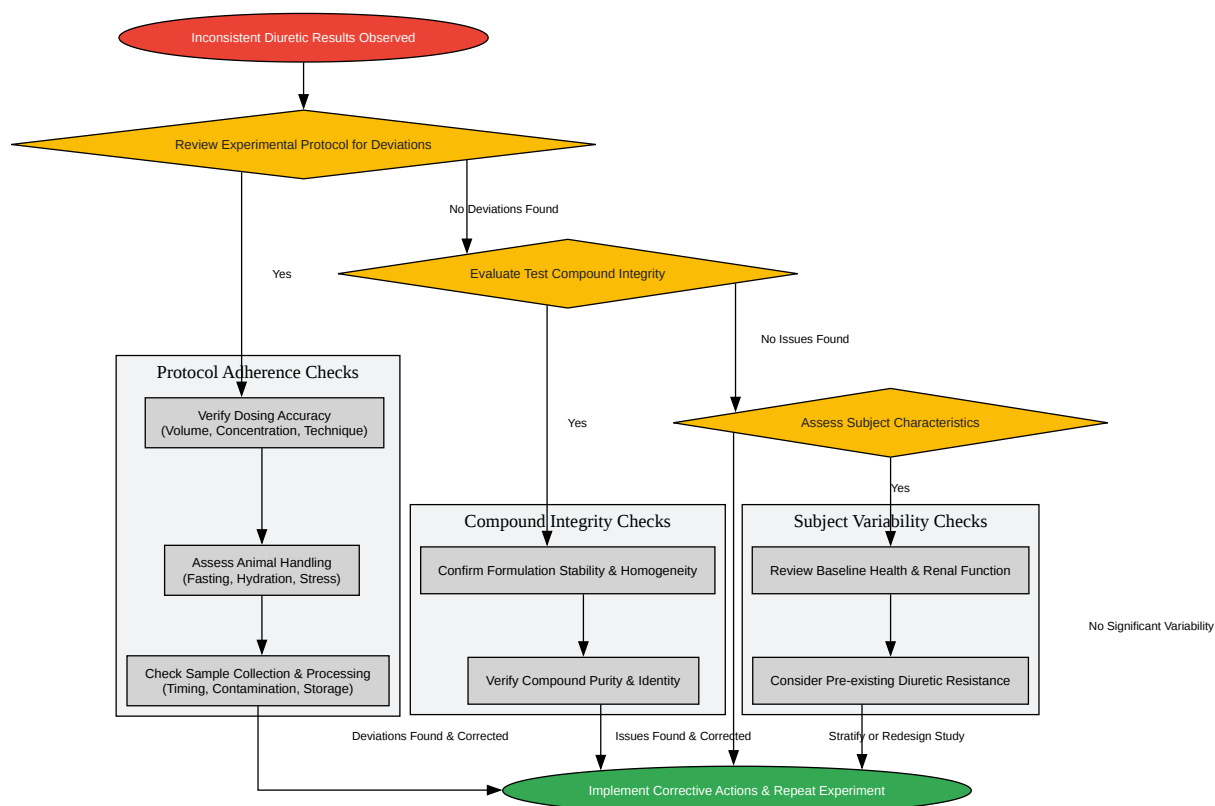 Inconsistent Diuretic Results Observed
Review Experimental Protocol for Deviations
No Deviations Found
Yes
Evaluate Test Compound Integrity
No Issues Found
Protocol Adherence Checks
Verify Dosing Accuracy
(Volume, Concentration, Technique)
Yes
Assess Subject Characteristics
Yes
Compound Integrity Checks
Subject Variability Checks
Assess Animal Handling
(Fasting, Hydration, Stress)
Confirm Formulation Stability & Homogeneity
Review Baseline Health & Renal Function
No Significant Variability
Check Sample Collection & Processing
(Timing, Contamination, Storage)
Verify Compound Purity & Identity
Consider Pre-existing Diuretic Resistance
Deviations Found & Corrected
Issues Found & Corrected
Stratify or Redesign Study
Implement Corrective Actions & Repeat Experiment